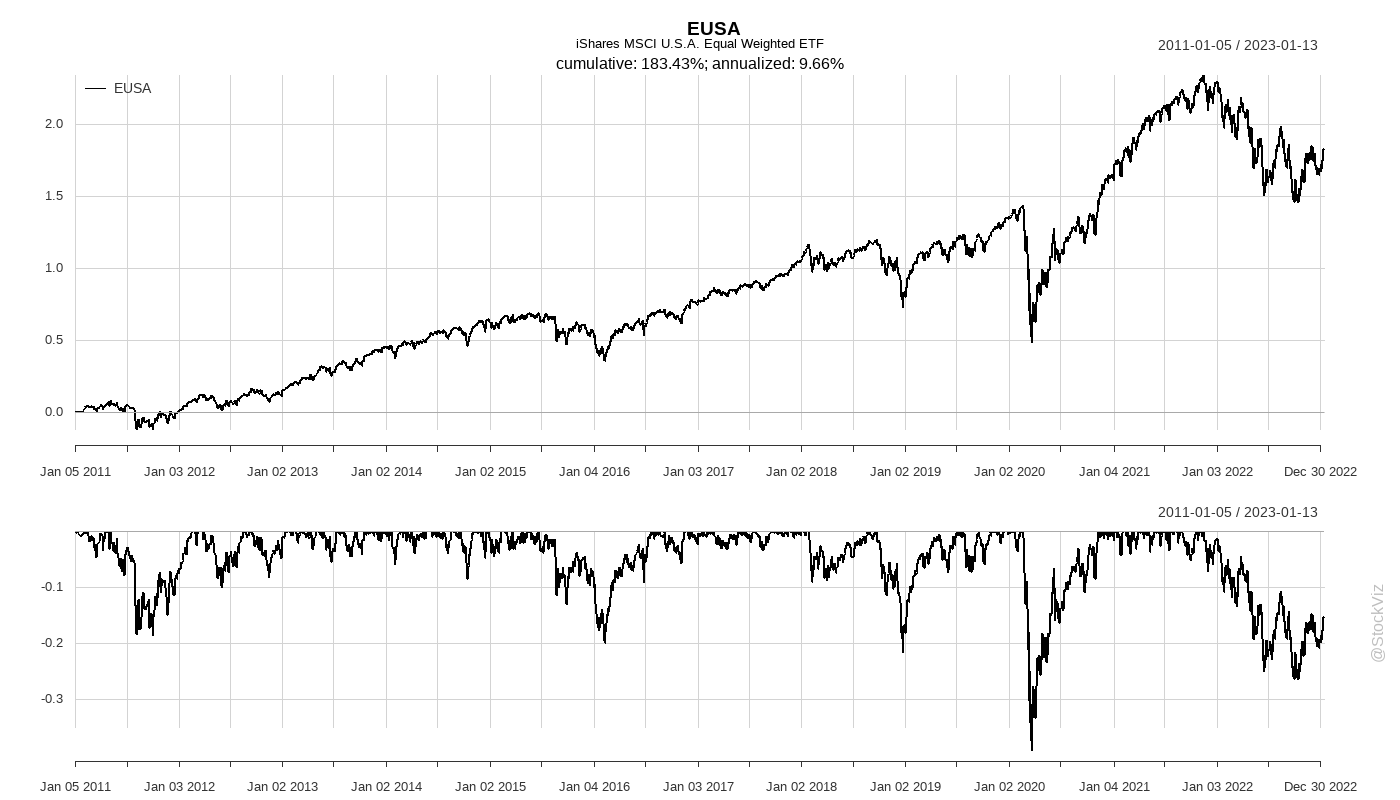 EUSA
iShares MSCI U.S.A. Equal Weighted ETF
cumulative: 183.43%; annualized: 9.66%
2011-01-05 / 2023-01-13
EUSA
2.0
1.5
1.0
0.5
0.0
Jan 05 2011 Jan 03 2012 Jan 02 2013 Jan 02 2014 Jan 02 2015 Jan 04 2016 Jan 03 2017 Jan 02 2018 Jan 02 2019 Jan 02 2020 Jan 04 2021 Jan 03 2022 Dec 30 2022
2011-01-05 / 2023-01-13
-0.1
-0.2
-0.3
@StockViz
Jan 05 2011 Jan 03 2012 Jan 02 2013 Jan 02 2014 Jan 02 2015 Jan 04 2016 Jan 03 2017 Jan 02 2018 Jan 02 2019 Jan 02 2020 Jan 04 2021 Jan 03 2022 Dec 30 2022